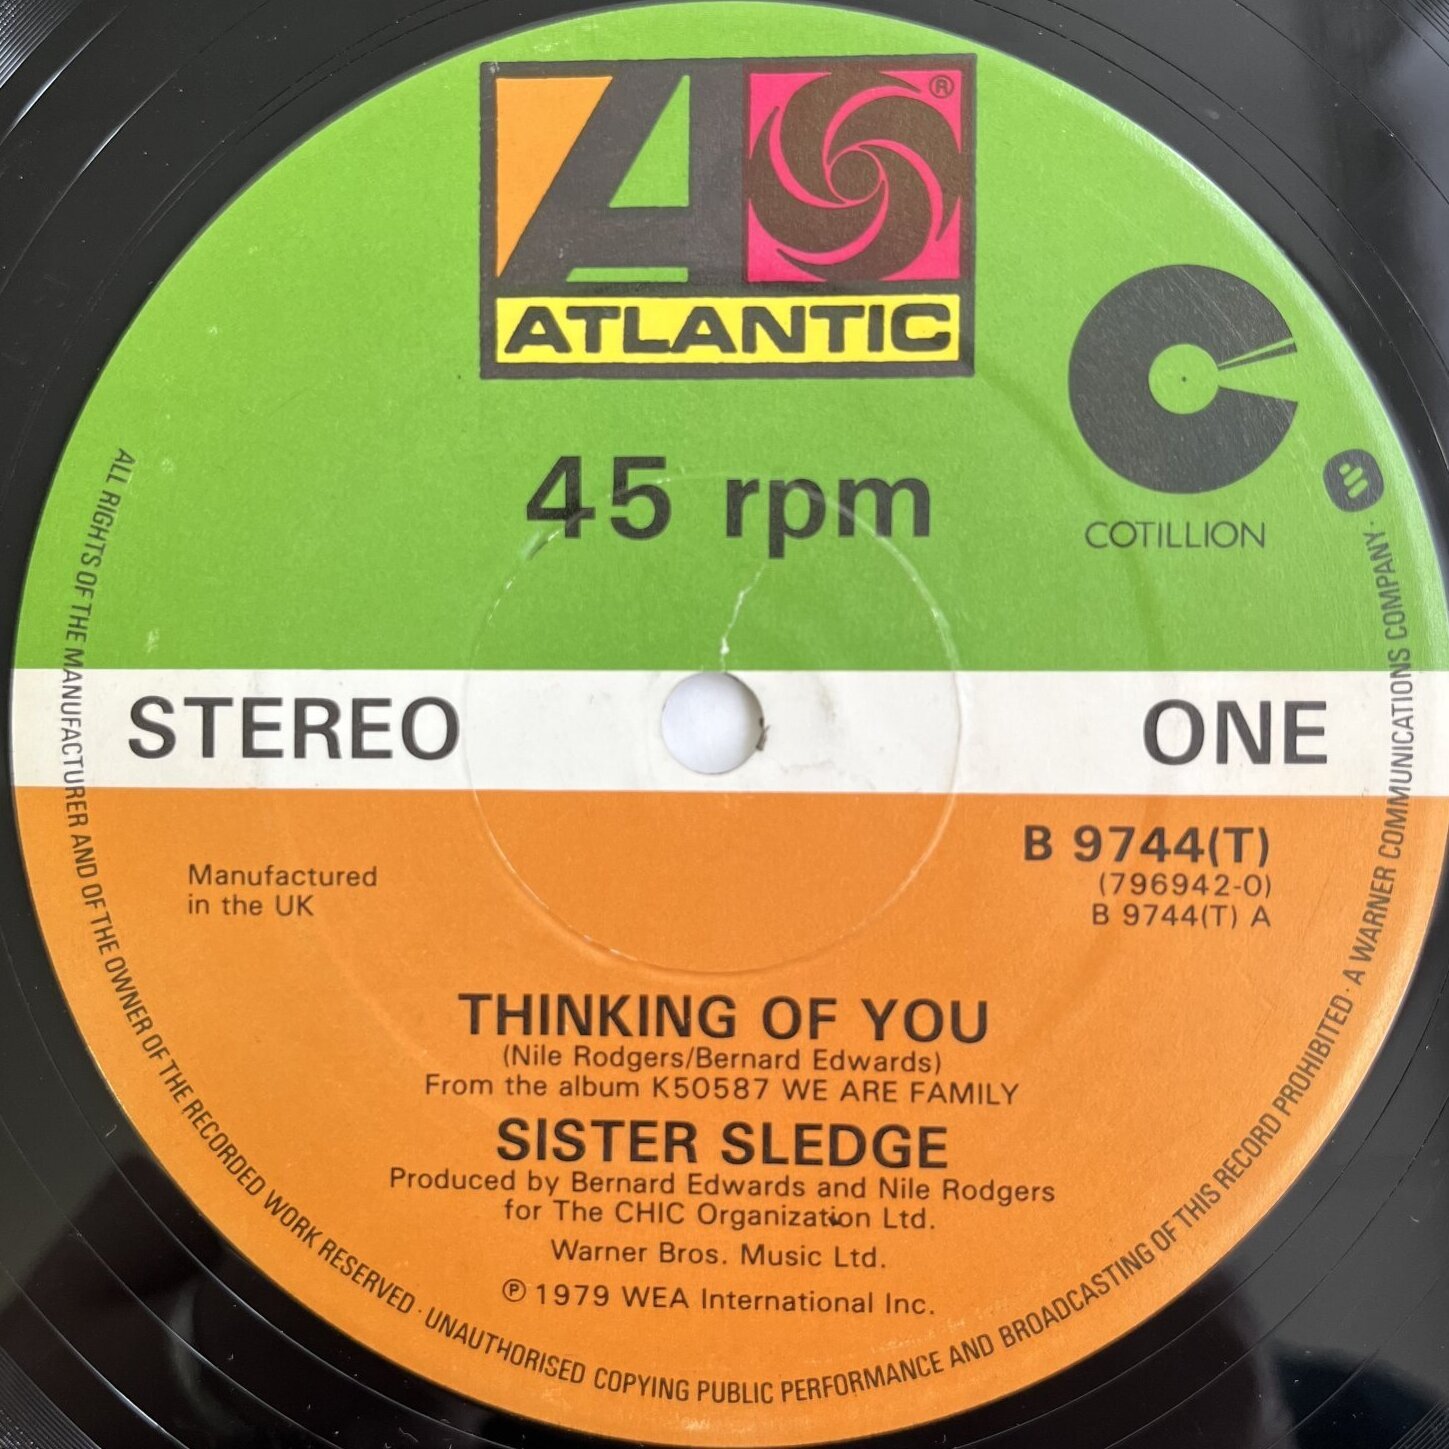 ATLANTIC
®
45 rpm
COTILLION
STEREO
ONE
B 9744(T)
(796942-0)
B 9744(T) A
Manufactured
in the UK
THINKING OF YOU
(Nile Rodgers/Bernard Edwards)
From the album K50587 WE ARE FAMILY
SISTER SLEDGE
Produced by Bernard Edwards and Nile Rodgers
for The CHIC Organization Ltd.
Warner Bros. Music Ltd.
℗ 1979 WEA International Inc.
ALL RIGHTS OF THE MANUFACTURER AND OF THE OWNER OF THE RECORDED WORK RESERVED · UNAUTHORISED COPYING PUBLIC PERFORMANCE AND BROADCASTING OF THIS RECORD PROHIBITED · A WARNER COMMUNICATIONS COMPANY ·